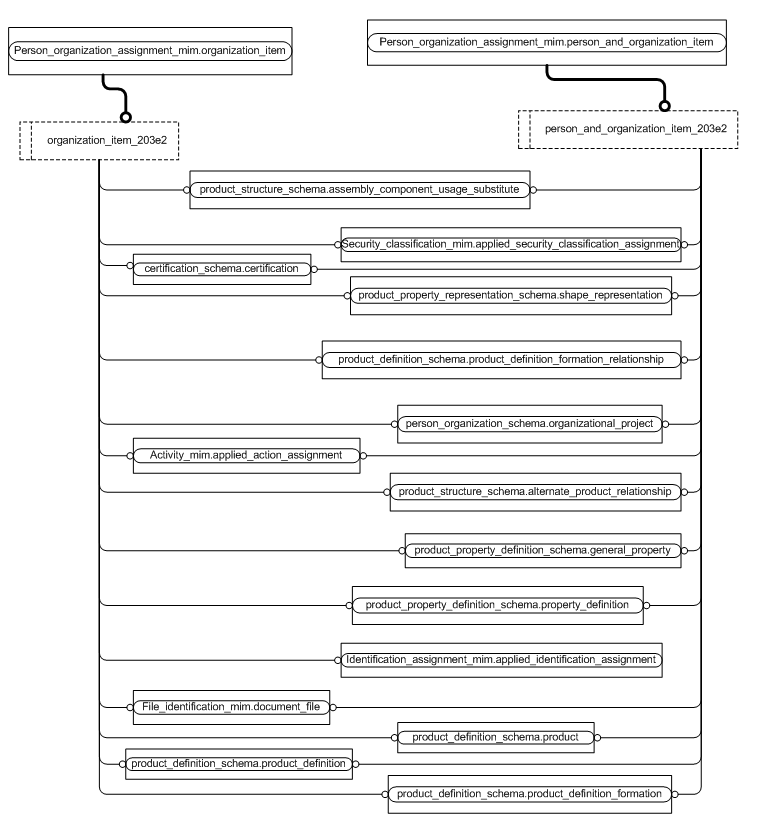 Person_organization_assignment_mim.organization_item
Person_organization_assignment_mim.person_and_organization_item
organization_item_203e2
person_and_organization_item_203e2
product_structure_schema.assembly_component_usage_substitute
Security_classification_mim.applied_security_classification_assignment
certification_schema.certification
product_property_representation_schema.shape_representation
product_definition_schema.product_definition_formation_relationship
person_organization_schema.organizational_project
Activity_mim.applied_action_assignment
product_structure_schema.alternate_product_relationship
product_property_definition_schema.general_property
product_property_definition_schema.property_definition
Identification_assignment_mim.applied_identification_assignment
File_identification_mim.document_file
product_definition_schema.product
product_definition_schema.product_definition
product_definition_schema.product_definition_formation